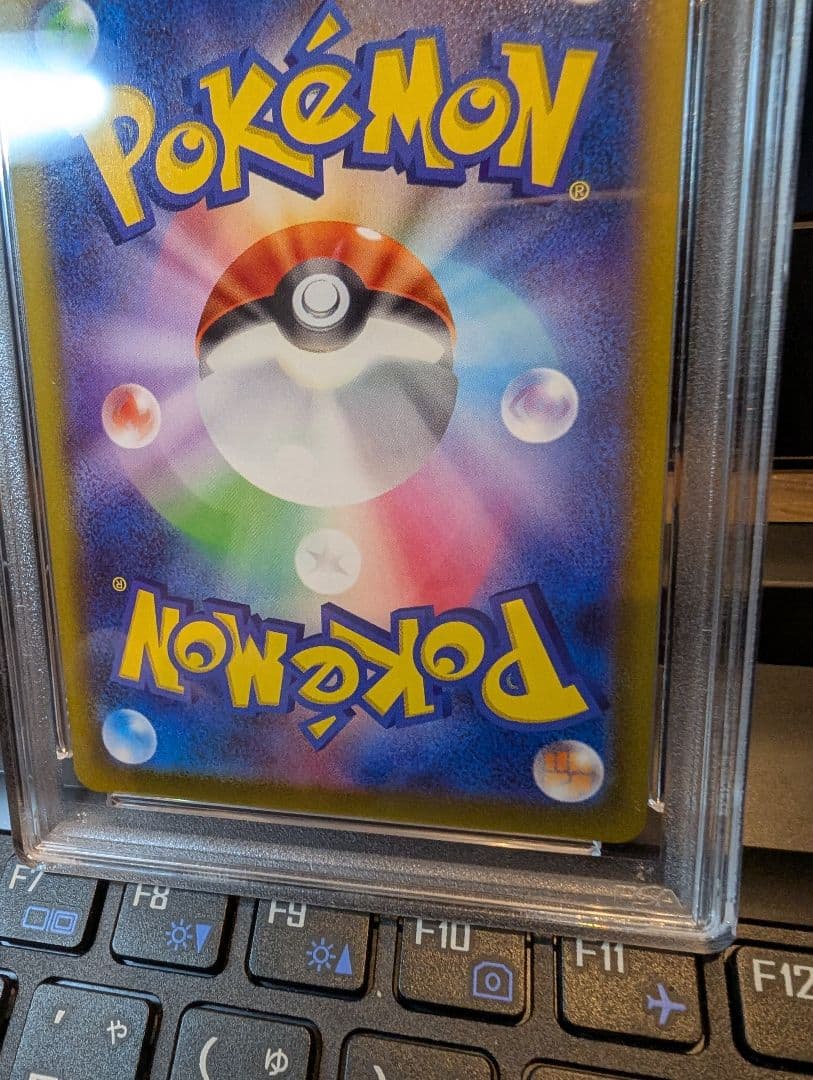 POKéMON
®
®
POKéMON
F7
F8
F9
F10
F11
F12
' や
( ゆ
)